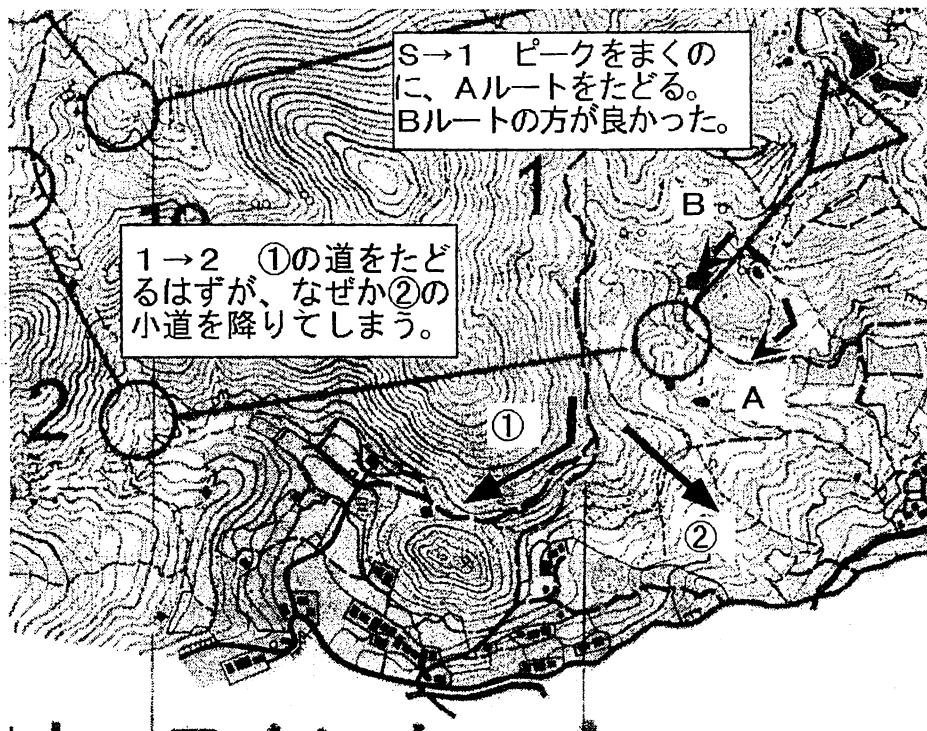 S→1 ピークをまくの
に、Aルートをたどる。
Bルートの方が良かった。
1
B
1→2 ①の道をたど
るはずが、なぜか②の
小道を降りてしまう。
2
①
A
②